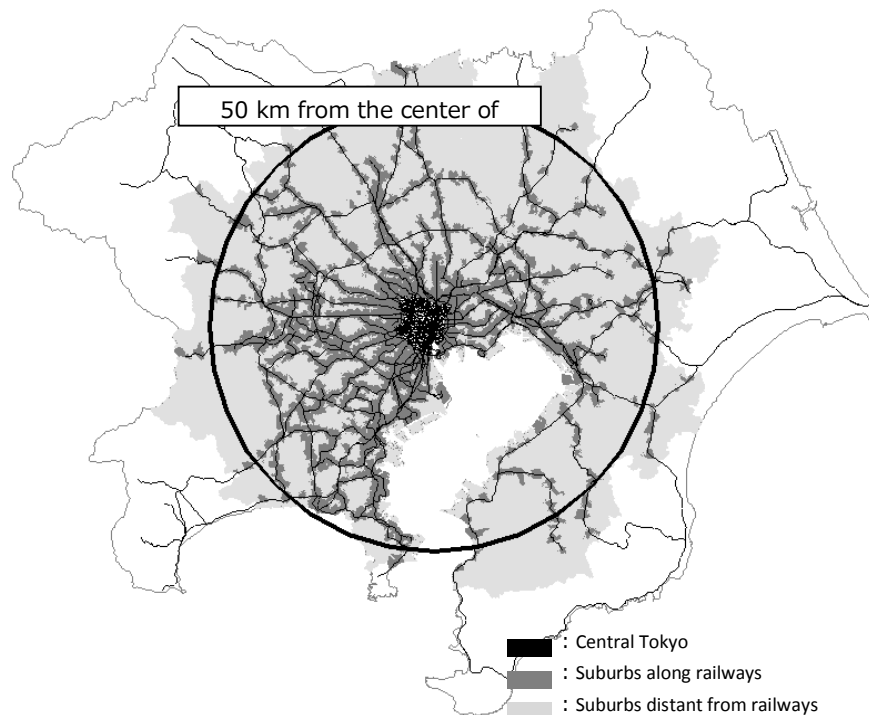 50 km from the center of
: Central Tokyo
: Suburbs along railways
: Suburbs distant from railways